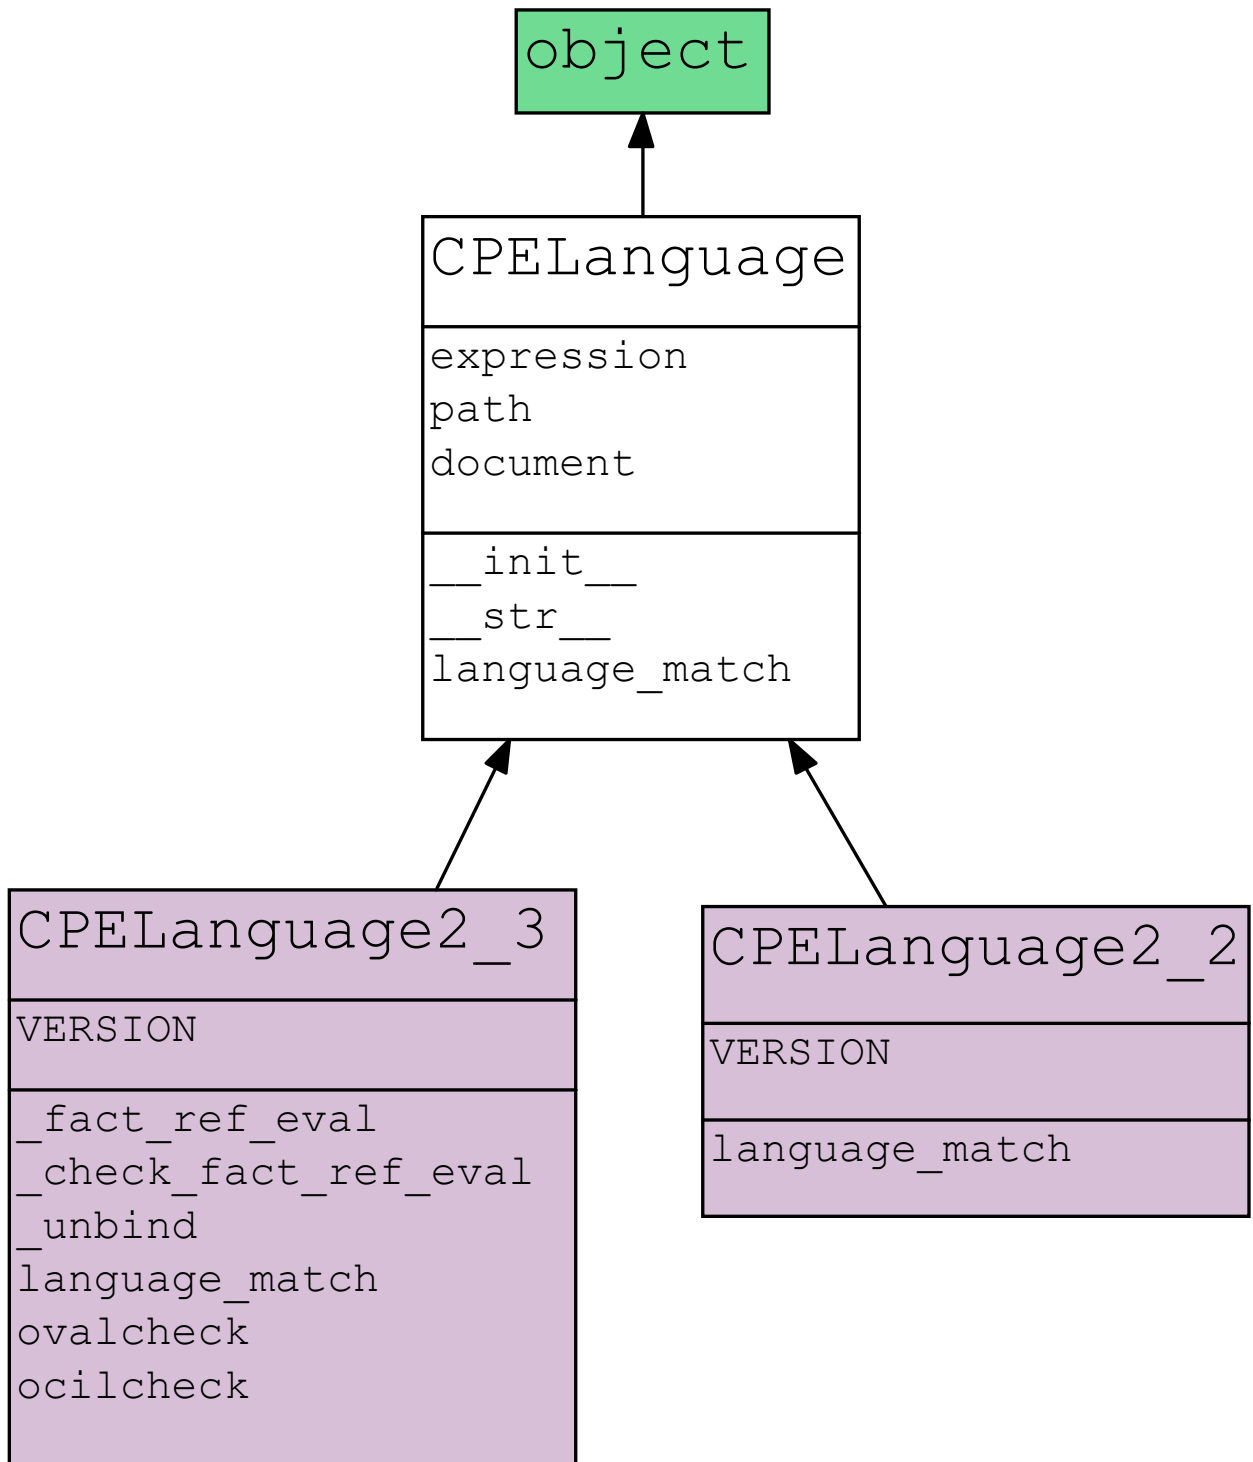 object
CPELanguage
expression
path
document
__init__
__str__
language_match
CPELanguage2_3
VERSION
_fact_ref_eval
_check_fact_ref_eval
_unbind
language_match
ovalcheck
ocilcheck
CPELanguage2_2
VERSION
language_match